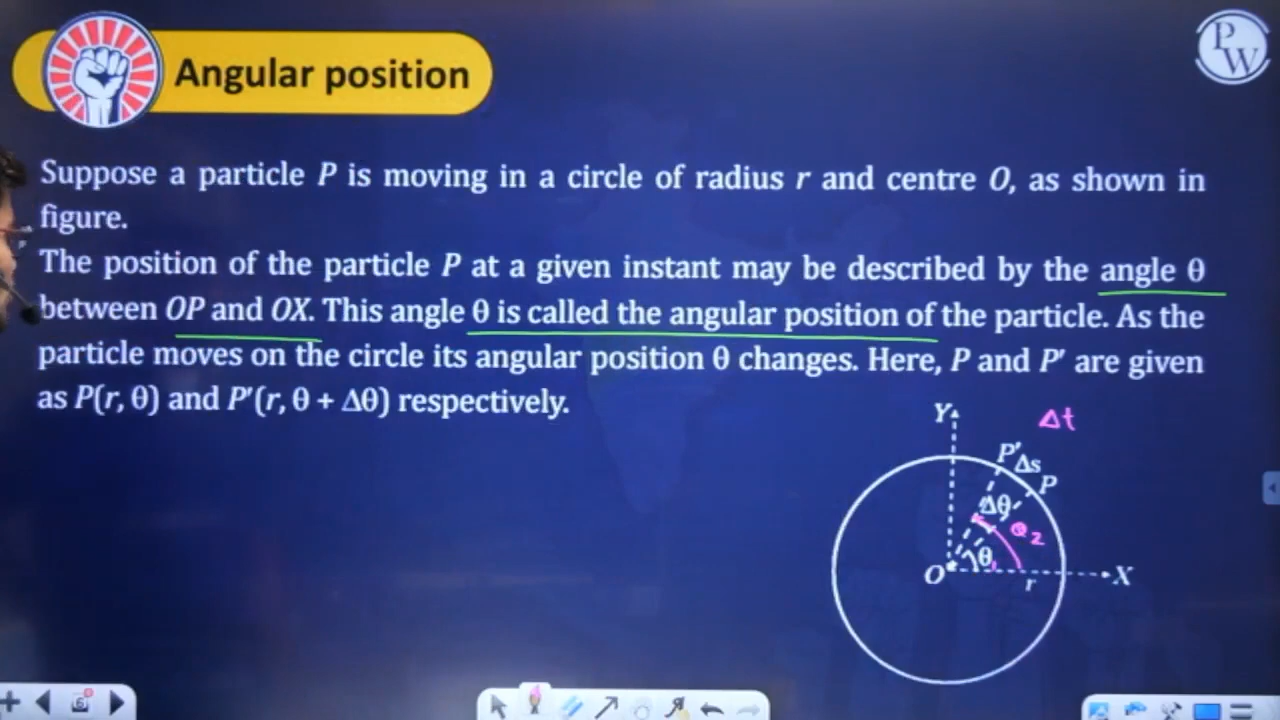 Angular position
P
W
Suppose a particle P is moving in a circle of radius r and centre O, as shown in
figure.
The position of the particle P at a given instant may be described by the angle θ
between OP and OX. This angle θ is called the angular position of the particle. As the
particle moves on the circle its angular position θ changes. Here, P and P′ are given
as P(r, θ) and P′(r, θ + Δθ) respectively.
Y
Δt
P′
Δs
P
Δθ
θ2
θ
O
r
X
6